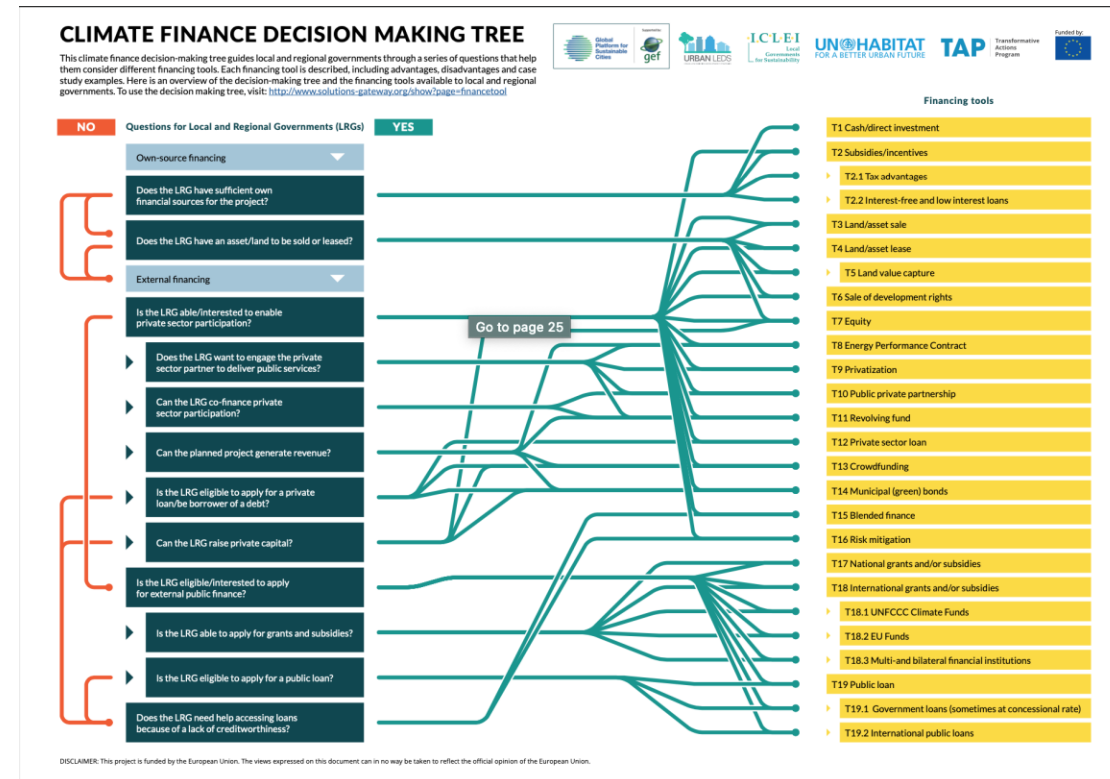 CLIMATE FINANCE DECISION MAKING TREE
This climate finance decision-making tree guides local and regional governments through a series of questions that help
them consider different financing tools. Each financing tool is described, including advantages, disadvantages and case
study examples. Here is an overview of the decision-making tree and the financing tools available to local and regional
governments. To use the decision making tree, visit: http://www.solutions-gateway.org/show?page=financetool
Global
Platform for
Sustainable
Cities
gef
URBAN LEDS
I.C.L.E.I
Local
Governments
for Sustainability
UN HABITAT
FOR A BETTER URBAN FUTURE
TAP
Transformative
Actions
Program
Funded by:
Financing tools
NO
Questions for Local and Regional Governments (LRGs)
YES
Own-source financing
Does the LRG have sufficient own
financial sources for the project?
Does the LRG have an asset/land to be sold or leased?
External financing
Is the LRG able/interested to enable
private sector participation?
Does the LRG want to engage the private
sector partner to deliver public services?
Can the LRG co-finance private
sector participation?
Can the planned project generate revenue?
Is the LRG eligible to apply for a private
loan/be borrower of a debt?
Can the LRG raise private capital?
Is the LRG eligible/interested to apply
for external public finance?
Is the LRG able to apply for grants and subsidies?
Is the LRG eligible to apply for a public loan?
Does the LRG need help accessing loans
because of a lack of creditworthiness?
Go to page 25
T1 Cash/direct investment
T2 Subsidies/incentives
T2.1 Tax advantages
T2.2 Interest-free and low interest loans
T3 Land/asset sale
T4 Land/asset lease
T5 Land value capture
T6 Sale of development rights
T7 Equity
T8 Energy Performance Contract
T9 Privatization
T10 Public private partnership
T11 Revolving fund
T12 Private sector loan
T13 Crowdfunding
T14 Municipal (green) bonds
T15 Blended finance
T16 Risk mitigation
T17 National grants and/or subsidies
T18 International grants and/or subsidies
T18.1 UNFCCC Climate Funds
T18.2 EU Funds
T18.3 Multi-and bilateral financial institutions
T19 Public loan
T19.1 Government loans (sometimes at concessional rate)
T19.2 International public loans
DISCLAIMER: This project is funded by the European Union. The views expressed on this document can in no way be taken to reflect the official opinion of the European Union.